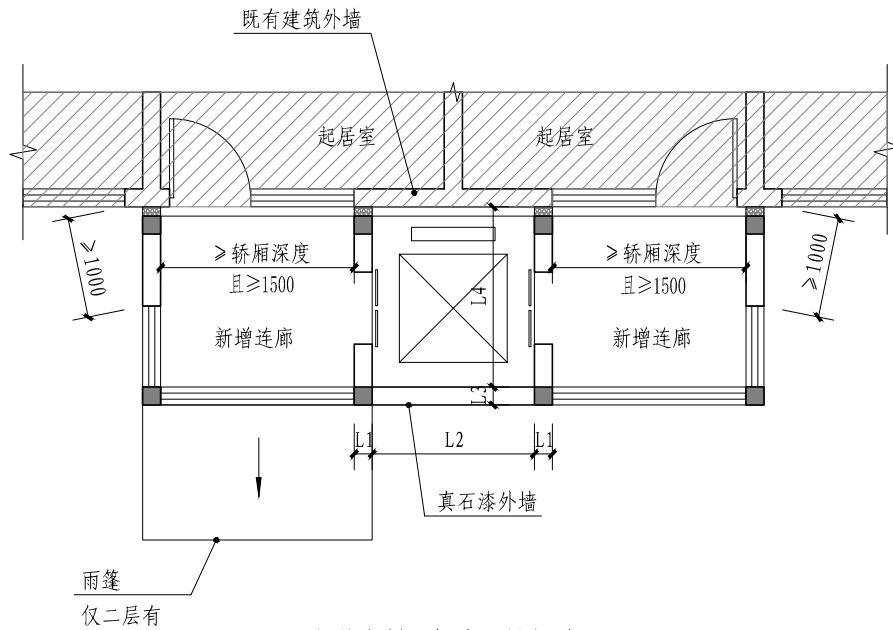 既有建筑外墙
起居室
起居室
≥1000
≥轿厢深度
且≥1500
新增连廊
L4
≥轿厢深度
且≥1500
新增连廊
≥1000
L3
L1
L2
L1
真石漆外墙
雨篷
仅二层有